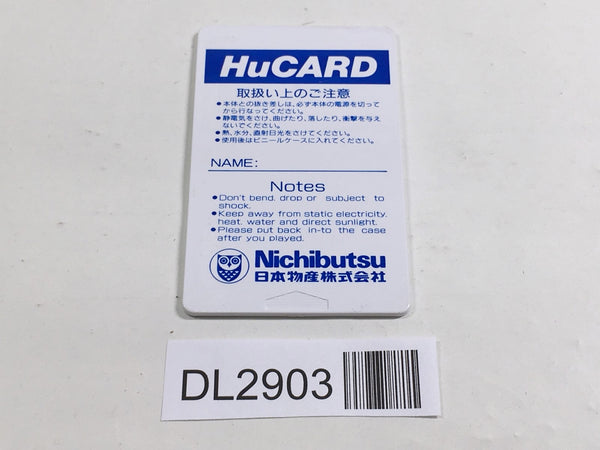 HuCARD
取扱い上のご注意
●本体との抜き差しは、必ず本体の電源を切って
から行なってください。
●静電気をさけ、曲げたり、落したり、衝撃を与え
ないでください。
●熱、水分、直射日光をさけてください。
●使用後はビニールケースに入れてください。
NAME:
Notes
●Don't bend, drop or subject to
shock.
●Keep away from static electricity,
heat, water and direct sunlight.
●Please put back in-to the case
after you played.
Nichibutsu
日本物産株式会社
DL2903